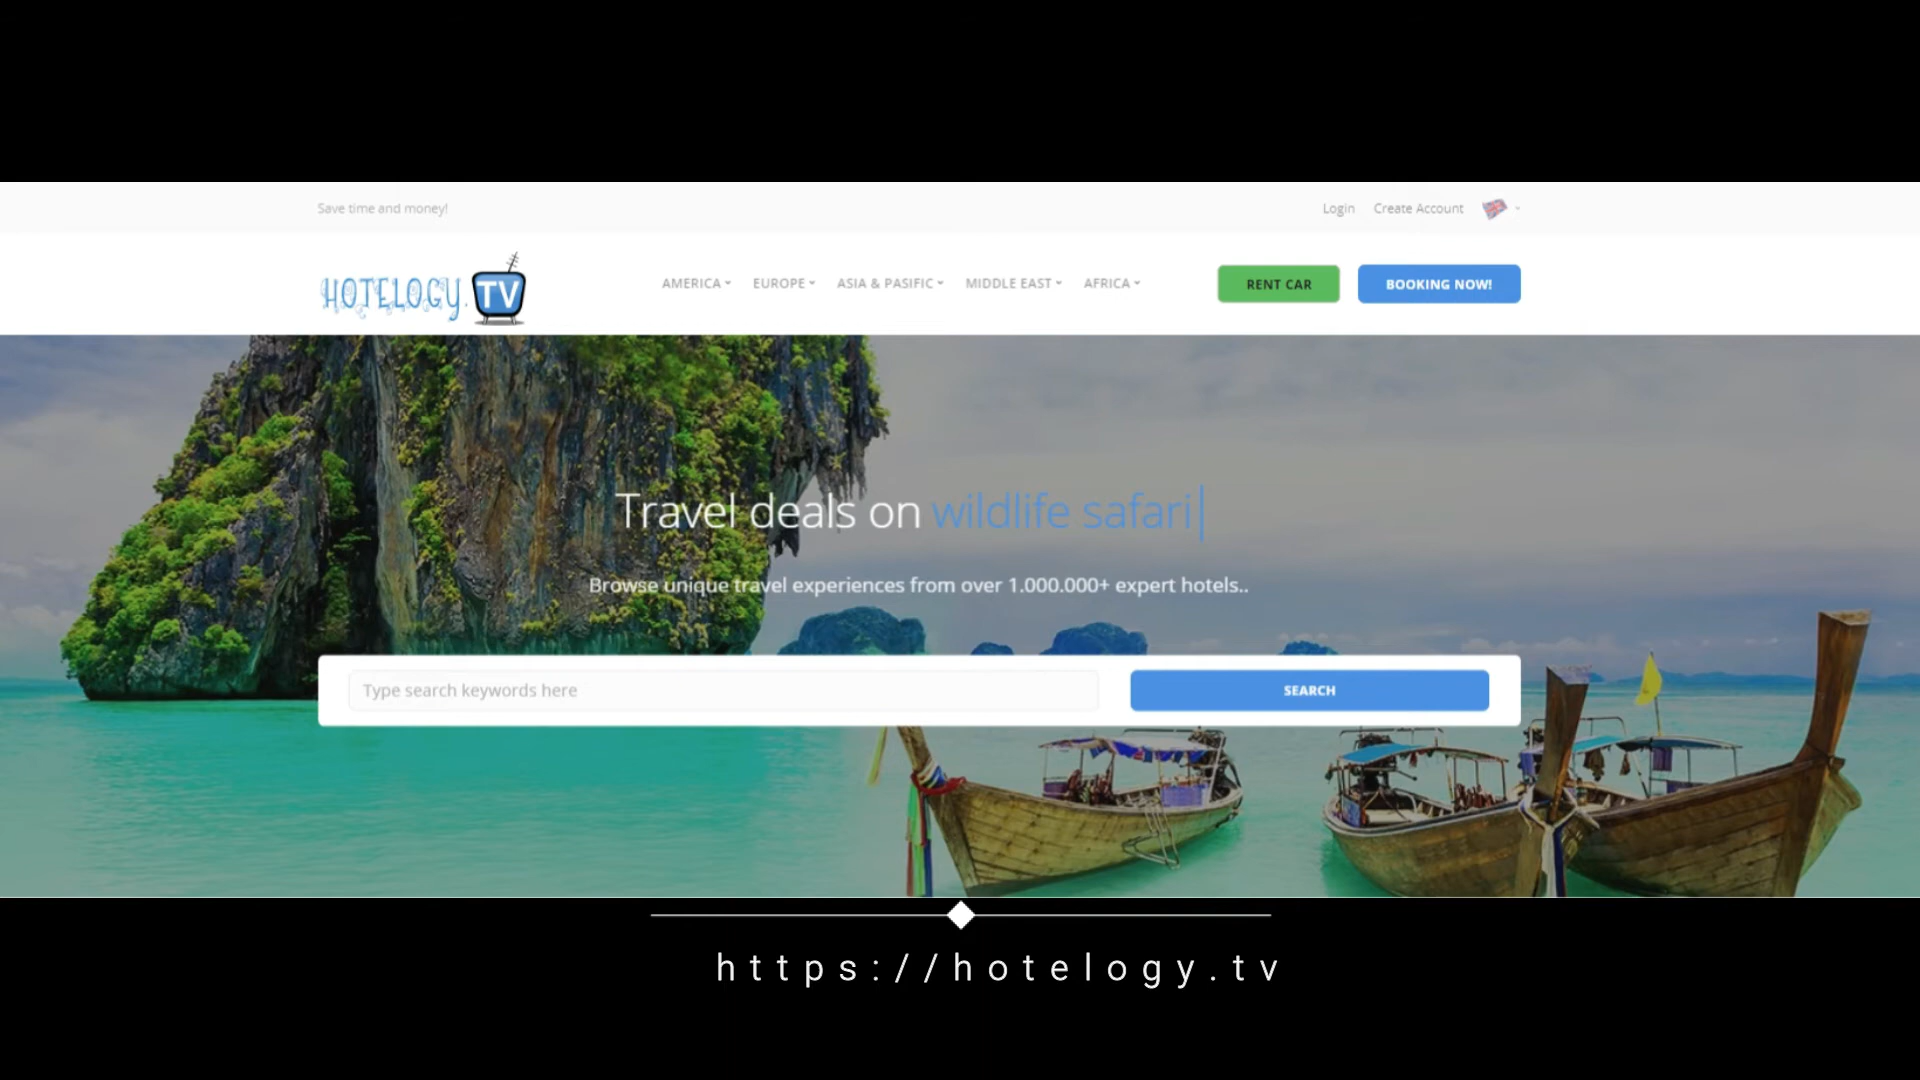 Save time and money!
Login Create Account
HOTELOGY.TV
AMERICA EUROPE ASIA & PASIFIC MIDDLE EAST AFRICA
RENT CAR
BOOKING NOW!
Travel deals on wildlife safari
Browse unique travel experiences from over 1.000.000+ expert hotels..
Type search keywords here
SEARCH
https://hotelogy.tv